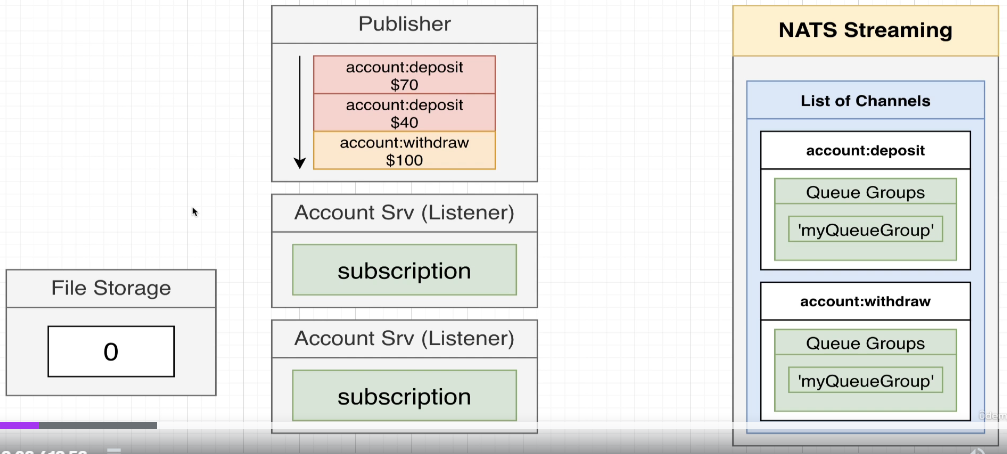 Publisher
account:deposit
$70
account:deposit
$40
account:withdraw
$100
Account Srv (Listener)
subscription
Account Srv (Listener)
subscription
File Storage
0
NATS Streaming
List of Channels
account:deposit
Queue Groups
'myQueueGroup'
account:withdraw
Queue Groups
'myQueueGroup'